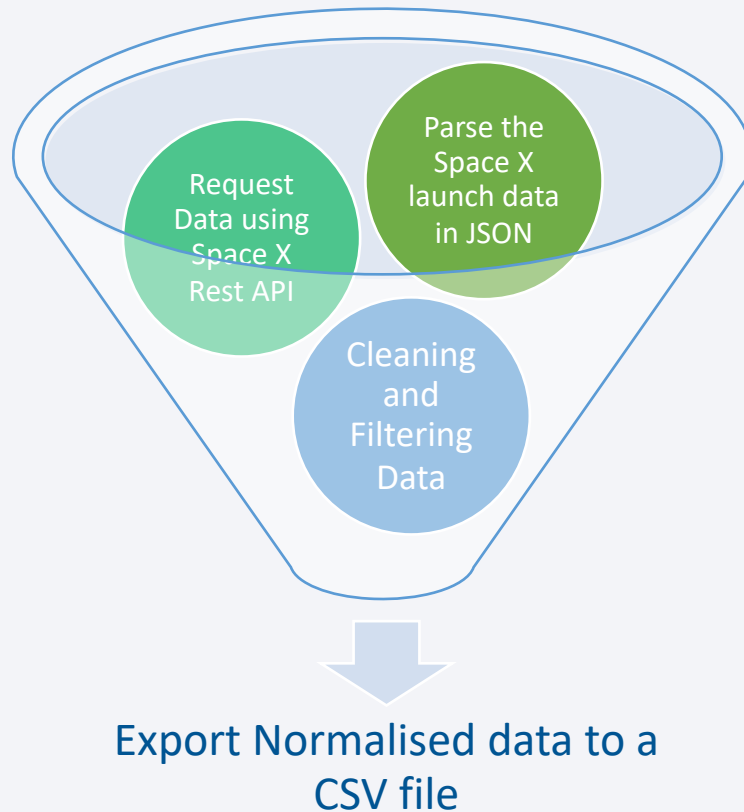 Request
Data using
Space X
Rest API
Parse the
Space X
launch data
in JSON
Cleaning
and
Filtering
Data
Export Normalised data to a
CSV file